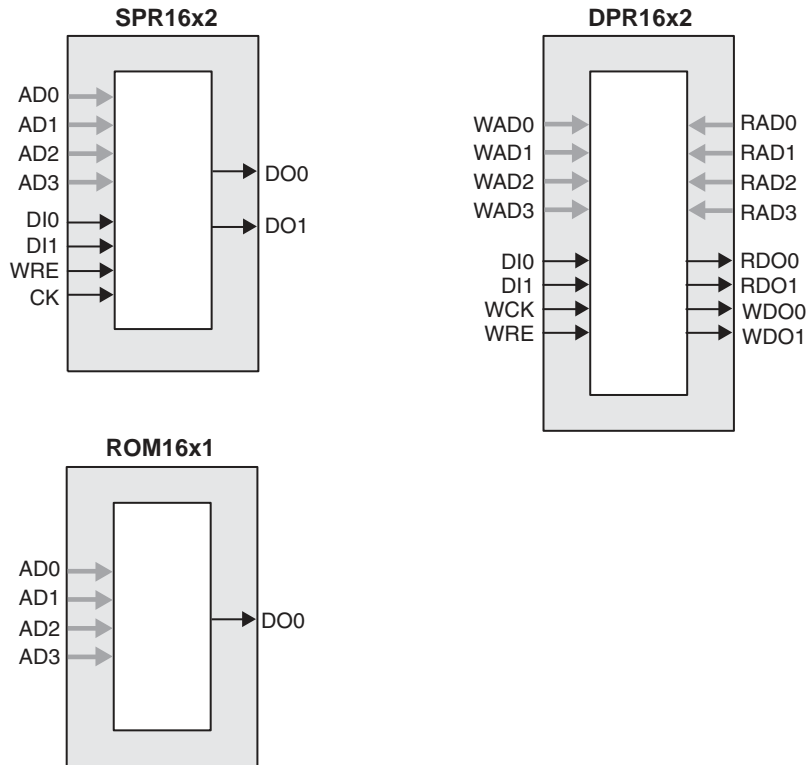 SPR16x2
AD0
AD1
AD2
AD3
DI0
DI1
WRE
CK
DO0
DO1
DPR16x2
WAD0
WAD1
WAD2
WAD3
DI0
DI1
WCK
WRE
RAD0
RAD1
RAD2
RAD3
RDO0
RDO1
WDO0
WDO1
ROM16x1
AD0
AD1
AD2
AD3
DO0